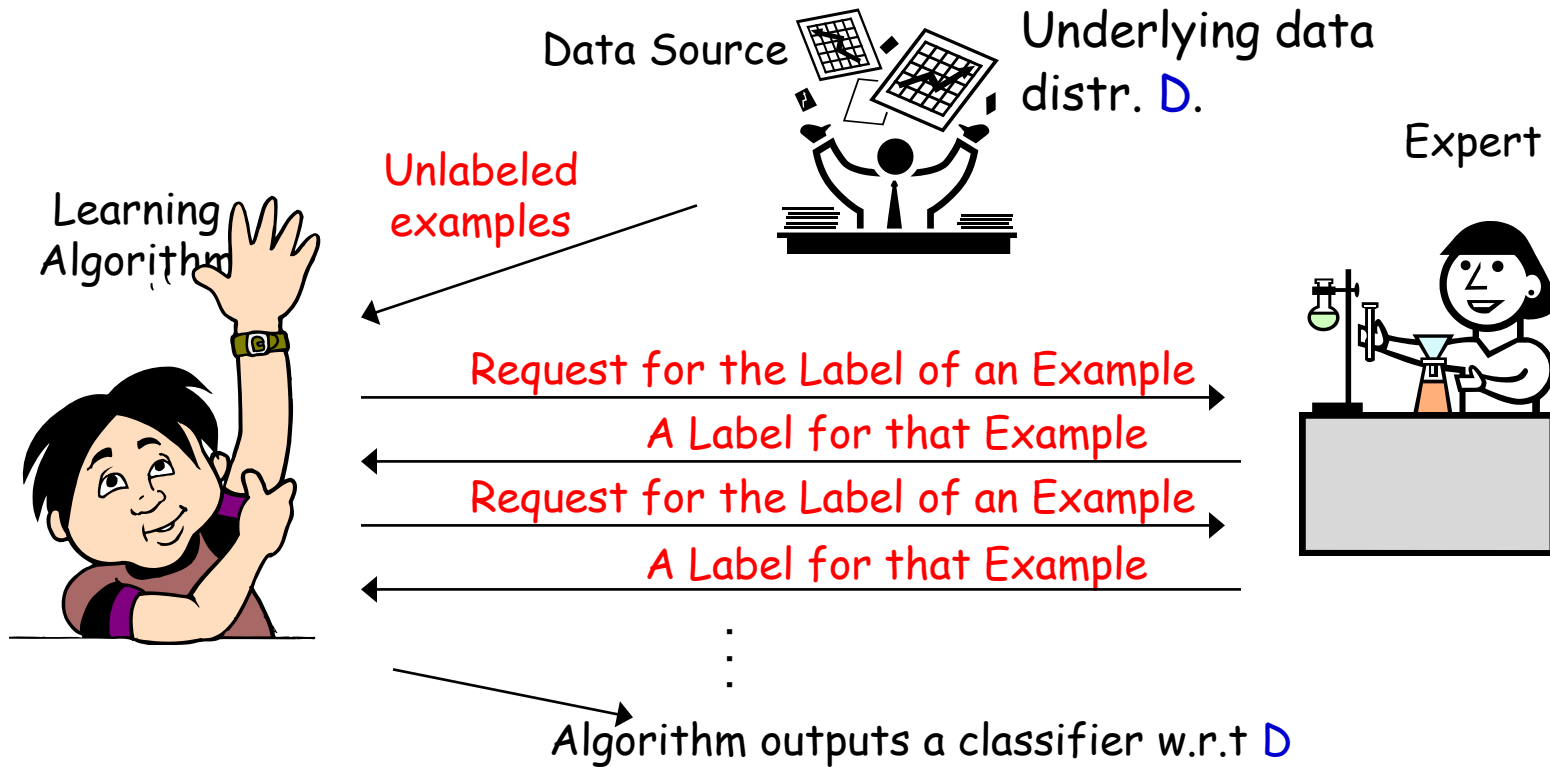 Data Source
Underlying data
distr. D.
Expert
Unlabeled
examples
Learning
Algorithm
Request for the Label of an Example
A Label for that Example
Request for the Label of an Example
A Label for that Example
. . .
Algorithm outputs a classifier w.r.t D